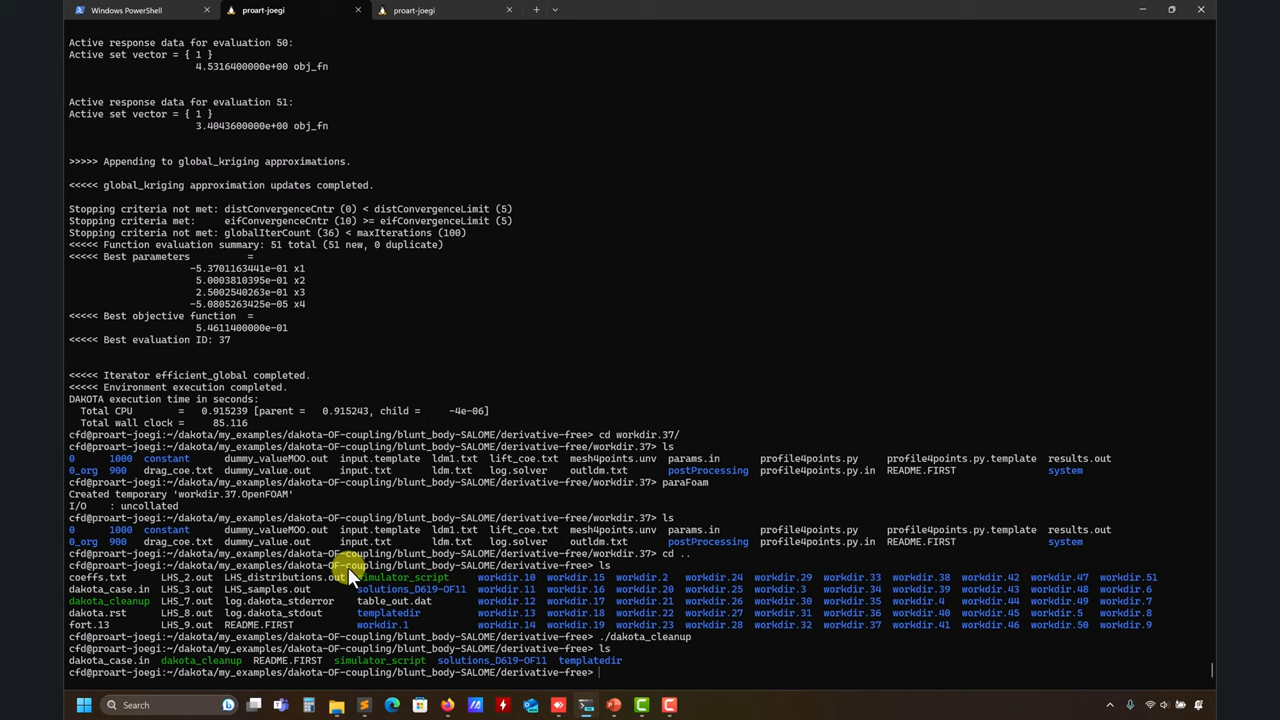 Windows PowerShell
proart-joegi
proart-joegi
Active response data for evaluation 50:
Active set vector = { 1 }
4.5316400000e+00 obj_fn
Active response data for evaluation 51:
Active set vector = { 1 }
3.4043600000e+00 obj_fn
>>>>> Appending to global_kriging approximations.
<<<<< global_kriging approximation updates completed.
Stopping criteria not met: distConvergenceCntr (0) < distConvergenceLimit (5)
Stopping criteria met: eifConvergenceCntr (10) >= eifConvergenceLimit (5)
Stopping criteria not met: globalIterCount (36) < maxIterations (100)
<<<<< Function evaluation summary: 51 total (51 new, 0 duplicate)
<<<<< Best parameters =
-5.3701163441e-01 x1
5.0003810395e-01 x2
2.5002540263e-01 x3
-5.0805263425e-05 x4
<<<<< Best objective function =
5.4611400000e-01
<<<<< Best evaluation ID: 37
<<<<< Iterator efficient_global completed.
<<<<< Environment execution completed.
DAKOTA execution time in seconds:
Total CPU = 0.915239 [parent = 0.915243, child = -4e-06]
Total wall clock = 85.116
cfd@proart-joegi:~/dakota/my_examples/dakota-OF-coupling/blunt_body-SALOME/derivative-free> cd workdir.37/
cfd@proart-joegi:~/dakota/my_examples/dakota-OF-coupling/blunt_body-SALOME/derivative-free/workdir.37> ls
0 1000 constant dummy_valueMOO.out input.template ldm1.txt lift_coe.txt mesh4points.unv params.in profile4points.py profile4points.py.template results.out
0_org 900 drag_coe.txt dummy_value.out input.txt ldm.txt log.solver outldm.txt postProcessing profile4points.py.in README.FIRST system
cfd@proart-joegi:~/dakota/my_examples/dakota-OF-coupling/blunt_body-SALOME/derivative-free/workdir.37> paraFoam
Created temporary 'workdir.37.OpenFOAM'
I/O : uncollated
cfd@proart-joegi:~/dakota/my_examples/dakota-OF-coupling/blunt_body-SALOME/derivative-free/workdir.37> ls
0 1000 constant dummy_valueMOO.out input.template ldm1.txt lift_coe.txt mesh4points.unv params.in profile4points.py profile4points.py.template results.out
0_org 900 drag_coe.txt dummy_value.out input.txt ldm.txt log.solver outldm.txt postProcessing profile4points.py.in README.FIRST system
cfd@proart-joegi:~/dakota/my_examples/dakota-OF-coupling/blunt_body-SALOME/derivative-free/workdir.37> cd ..
cfd@proart-joegi:~/dakota/my_examples/dakota-OF-coupling/blunt_body-SALOME/derivative-free> ls
coeffs.txt LHS_2.out LHS_distributions.out simulator_script workdir.10 workdir.15 workdir.2 workdir.24 workdir.29 workdir.33 workdir.38 workdir.42 workdir.47 workdir.51
dakota_case.in LHS_3.out LHS_samples.out solutions_D619-OF11 workdir.11 workdir.16 workdir.20 workdir.25 workdir.3 workdir.34 workdir.39 workdir.43 workdir.48 workdir.6
dakota_cleanup LHS_7.out log.dakota_stderror table_out.dat workdir.12 workdir.17 workdir.21 workdir.26 workdir.30 workdir.35 workdir.4 workdir.44 workdir.49 workdir.7
dakota.rst LHS_8.out log.dakota_stdout templatedir workdir.13 workdir.18 workdir.22 workdir.27 workdir.31 workdir.36 workdir.40 workdir.45 workdir.5 workdir.8
fort.13 LHS_9.out README.FIRST workdir.1 workdir.14 workdir.19 workdir.23 workdir.28 workdir.32 workdir.37 workdir.41 workdir.46 workdir.50 workdir.9
cfd@proart-joegi:~/dakota/my_examples/dakota-OF-coupling/blunt_body-SALOME/derivative-free> ./dakota_cleanup
cfd@proart-joegi:~/dakota/my_examples/dakota-OF-coupling/blunt_body-SALOME/derivative-free> ls
dakota_case.in dakota_cleanup README.FIRST simulator_script solutions_D619-OF11 templatedir
cfd@proart-joegi:~/dakota/my_examples/dakota-OF-coupling/blunt_body-SALOME/derivative-free>
Search